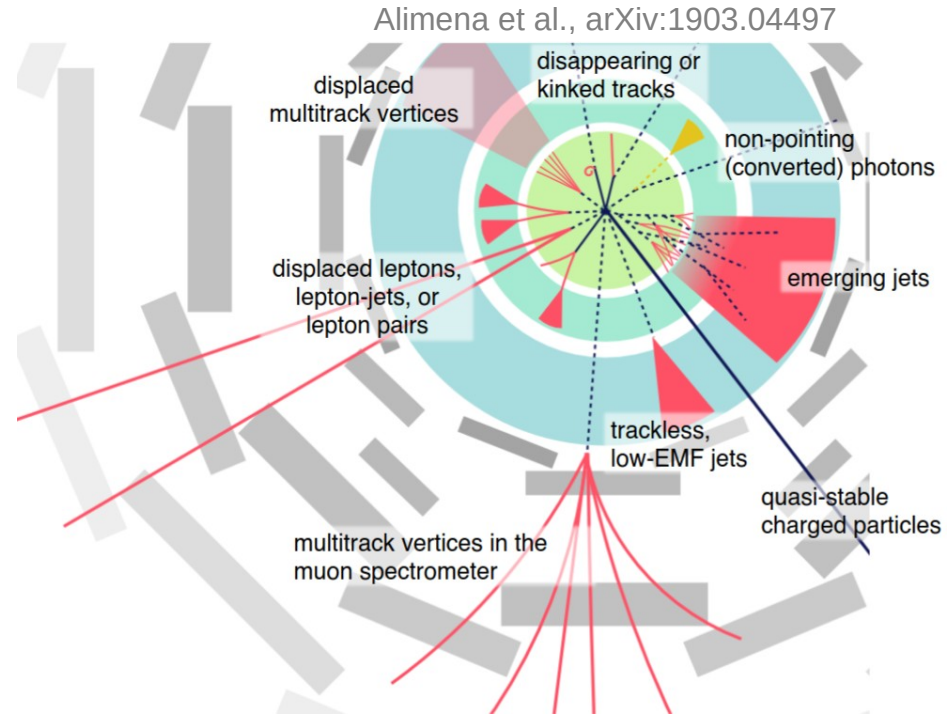 Alimena et al., arXiv:1903.04497
disappearing or
kinked tracks
displaced
multitrack vertices
non-pointing
(converted) photons
emerging jets
displaced leptons,
lepton-jets, or
lepton pairs
trackless,
low-EMF jets
quasi-stable
charged particles
multitrack vertices in the
muon spectrometer